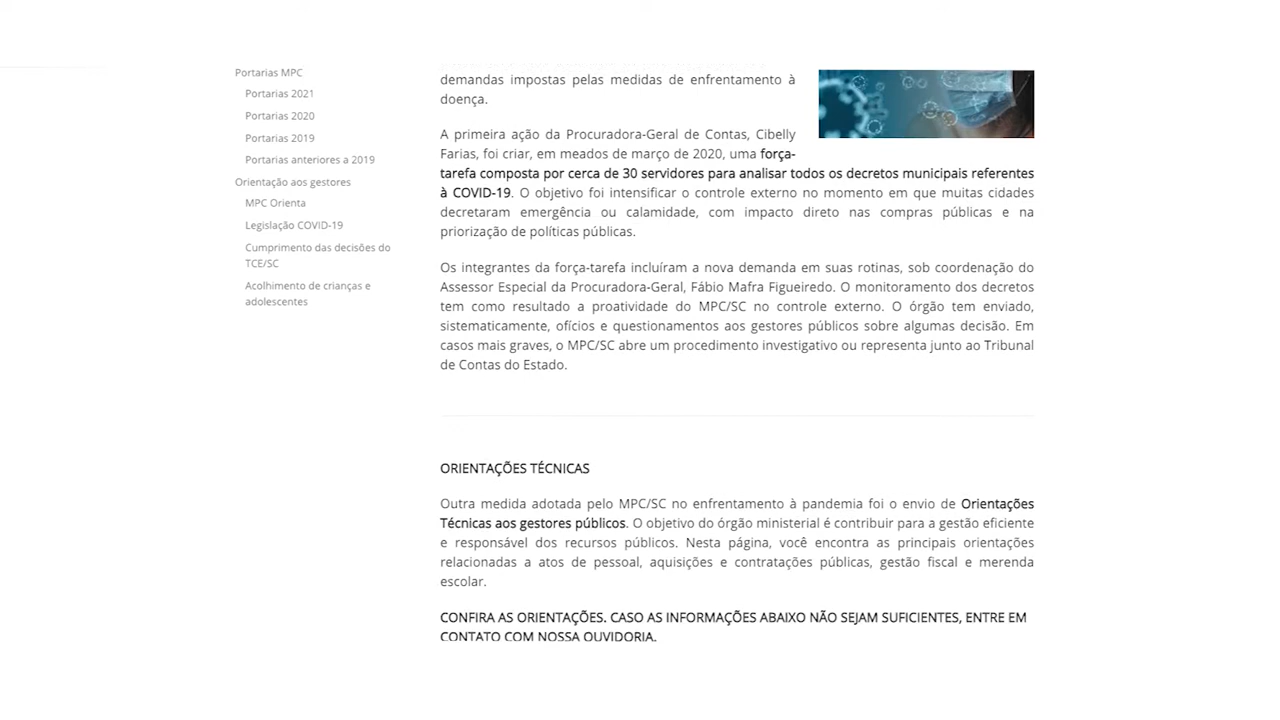 Portarias MPC
Portarias 2021
Portarias 2020
Portarias 2019
Portarias anteriores a 2019
Orientação aos gestores
MPC Orienta
Legislação COVID-19
Cumprimento das decisões do
TCE/SC
Acolhimento de crianças e
adolescentes
demandas impostas pelas medidas de enfrentamento à
doença.
A primeira ação da Procuradora-Geral de Contas, Cibelly
Farias, foi criar, em meados de março de 2020, uma força-
tarefa composta por cerca de 30 servidores para analisar todos os decretos municipais referentes
à COVID-19. O objetivo foi intensificar o controle externo no momento em que muitas cidades
decretaram emergência ou calamidade, com impacto direto nas compras públicas e na
priorização de políticas públicas.
Os integrantes da força-tarefa incluíram a nova demanda em suas rotinas, sob coordenação do
Assessor Especial da Procuradora-Geral, Fábio Mafra Figueiredo. O monitoramento dos decretos
tem como resultado a proatividade do MPC/SC no controle externo. O órgão tem enviado,
sistematicamente, ofícios e questionamentos aos gestores públicos sobre algumas decisão. Em
casos mais graves, o MPC/SC abre um procedimento investigativo ou representa junto ao Tribunal
de Contas do Estado.
ORIENTAÇÕES TÉCNICAS
Outra medida adotada pelo MPC/SC no enfrentamento à pandemia foi o envio de Orientações
Técnicas aos gestores públicos. O objetivo do órgão ministerial é contribuir para a gestão eficiente
e responsável dos recursos públicos. Nesta página, você encontra as principais orientações
relacionadas a atos de pessoal, aquisições e contratações públicas, gestão fiscal e merenda
escolar.
CONFIRA AS ORIENTAÇÕES. CASO AS INFORMAÇÕES ABAIXO NÃO SEJAM SUFICIENTES, ENTRE EM
CONTATO COM NOSSA OUVIDORIA.